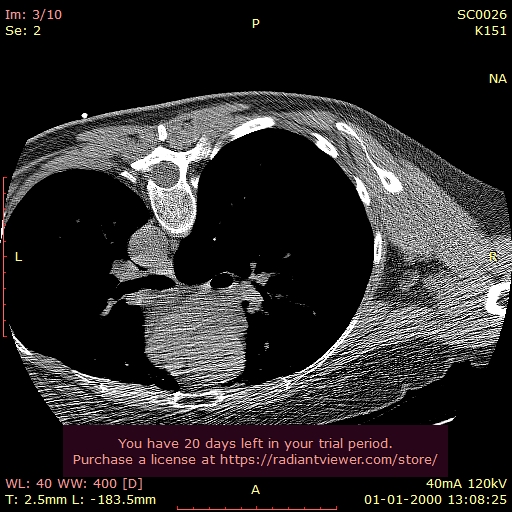 Im: 3/10
Se: 2
P
SC0026
K151
NA
L
R
You have 20 days left in your trial period.
Purchase a license at https://radiantviewer.com/store/
WL: 40 WW: 400 [D]
T: 2.5mm L: -183.5mm
A
40mA 120kV
01-01-2000 13:08:25